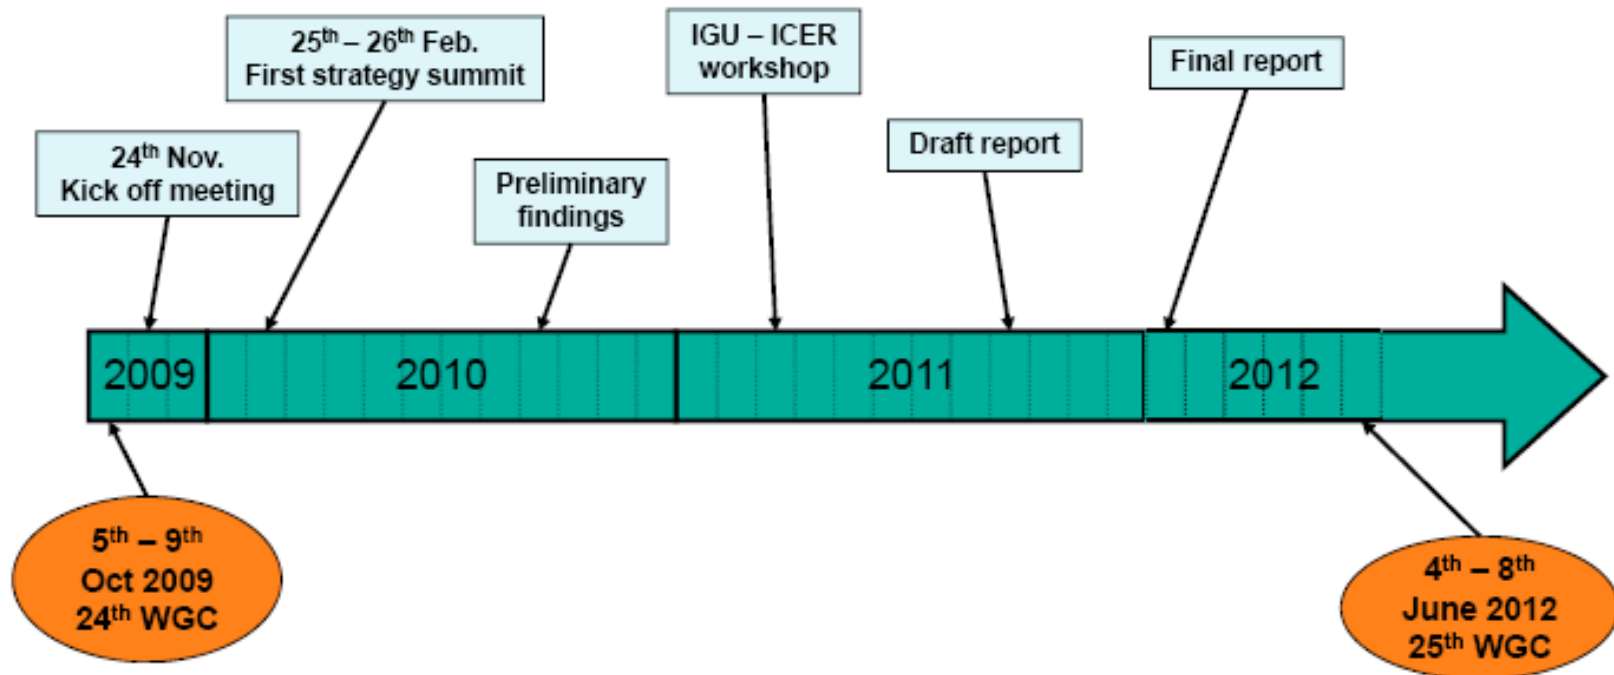 25th – 26th Feb.
First strategy summit
IGU – ICER
workshop
Final report
24th Nov.
Kick off meeting
Draft report
Preliminary
findings
2009
2010
2011
2012
5th – 9th
Oct 2009
24th WGC
4th – 8th
June 2012
25th WGC